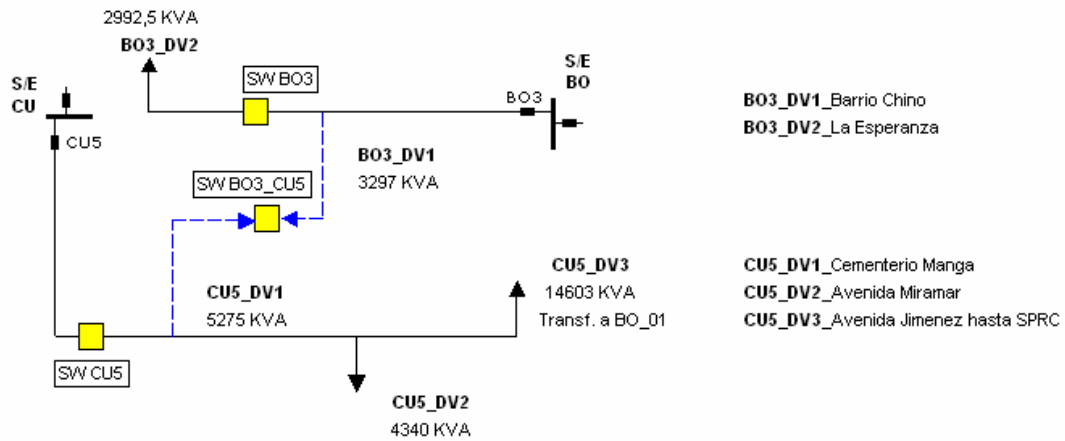 2992,5 KVA
BO3_DV2
S/E
CU
SW BO3
S/E
BO
BO3
CU5
BO3_DV1_Barrio Chino
BO3_DV2_La Esperanza
BO3_DV1
3297 KVA
SW BO3_CU5
CU5_DV1
5275 KVA
CU5_DV3
14603 KVA
Transf. a BO_01
CU5_DV1_Cementerio Manga
CU5_DV2_Avenida Miramar
CU5_DV3_Avenida Jimenez hasta SPRC
SW CU5
CU5_DV2
4340 KVA